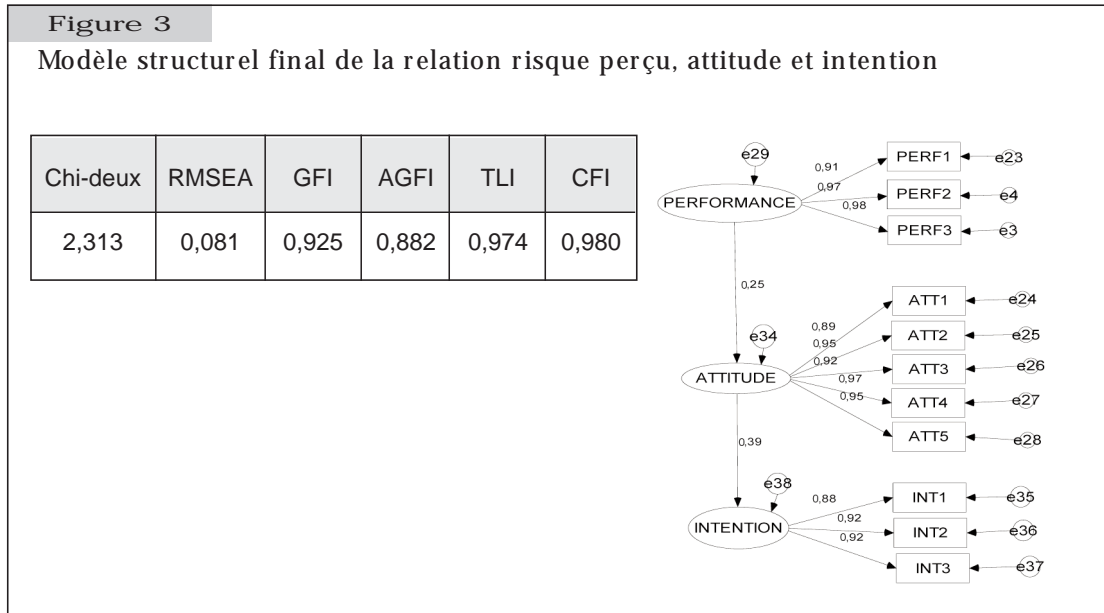 Figure 3
Modèle structurel final de la relation risque perçu, attitude et intention
Chi-deux RMSEA GFI AGFI TLI CFI
2,313 0,081 0,925 0,882 0,974 0,980
e29
PERFORMANCE
0,91
0,97
0,98
PERF1
e23
PERF2
e4
PERF3
e3
0,25
e34
ATTITUDE
0,89
0,95
0,92
0,97
0,95
ATT1
e24
ATT2
e25
ATT3
e26
ATT4
e27
ATT5
e28
0,39
e38
INTENTION
0,88
0,92
0,92
INT1
e35
INT2
e36
INT3
e37